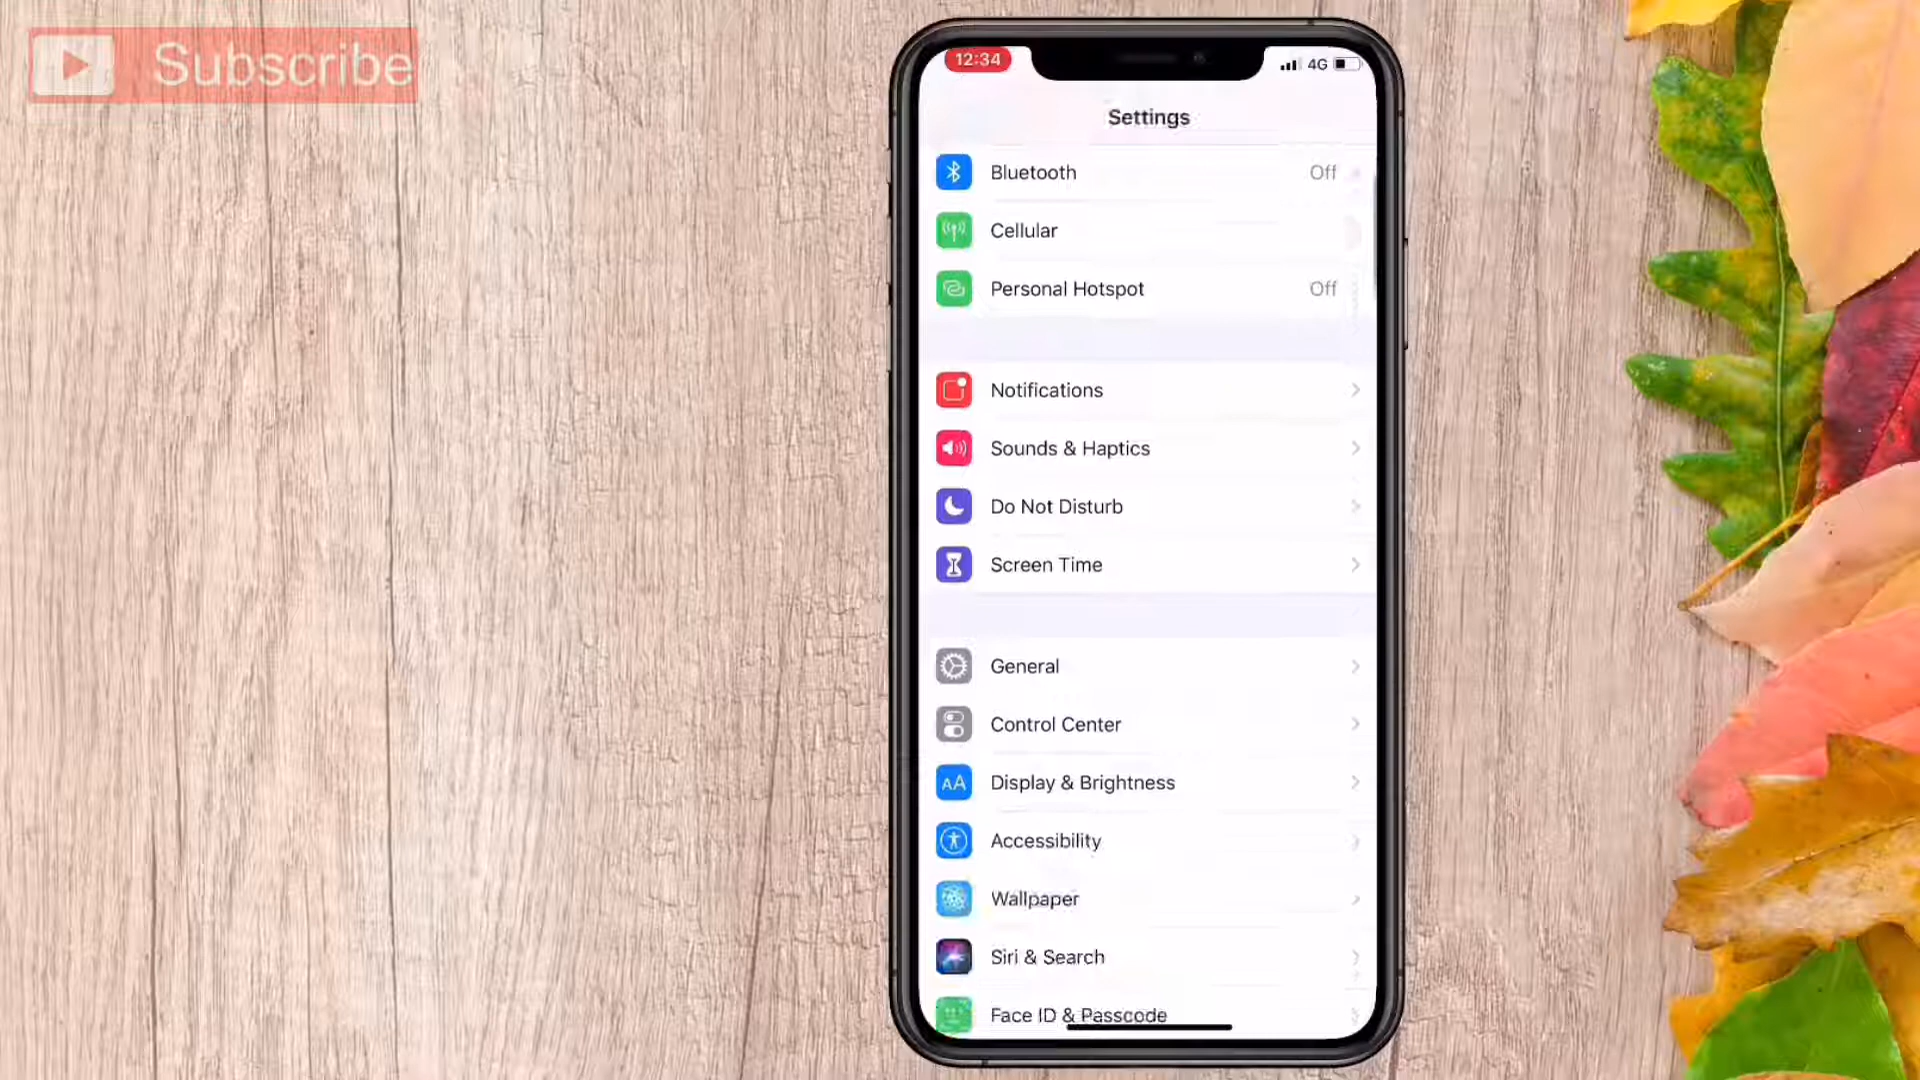 Subscribe
12:34
4G
Settings
Bluetooth Off
Cellular
Personal Hotspot Off
Notifications
Sounds & Haptics
Do Not Disturb
Screen Time
General
Control Center
AA Display & Brightness
Accessibility
Wallpaper
Siri & Search
Face ID & Passcode